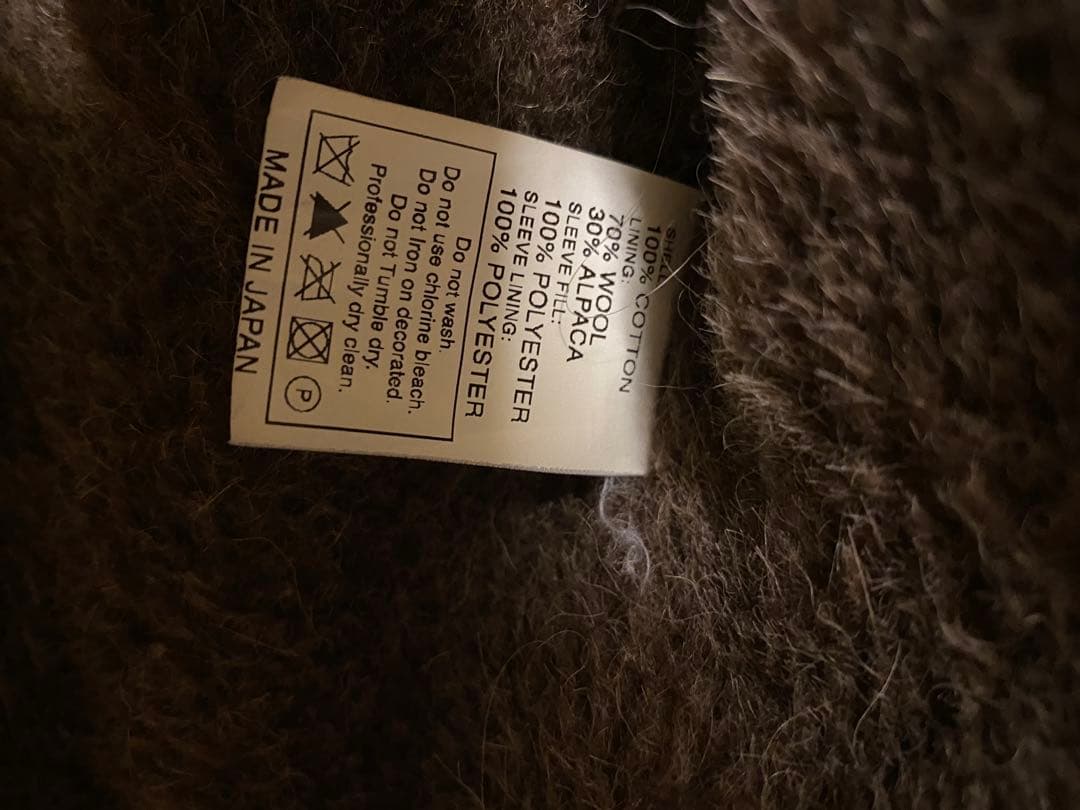 SHELL:
100% COTTON
LINING:
70% WOOL
30% ALPACA
SLEEVE FILL:
100% POLYESTER
SLEEVE LINING:
100% POLYESTER
Do not wash.
Do not use chlorine bleach.
Do not Iron on decorated.
Do not Tumble dry.
Professionally dry clean.
P
MADE IN JAPAN